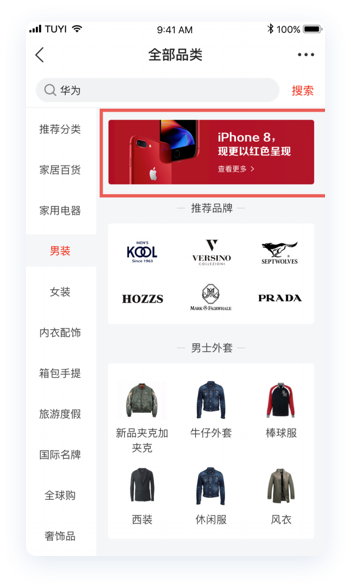 TUYI 9:41 AM 100%
全部品类
华为 搜索
推荐分类
家居百货
家用电器
男装
女装
内衣配饰
箱包手提
旅游度假
国际名牌
全球购
奢饰品
iPhone 8，
现更以红色呈现
查看更多 >
推荐品牌
MEN'S
KOOL
Since 1963
V
VERSINO
COLLEZIONI
SEPTWOLVES
HOZZS
MARK FAIRWHALE
PRADA
男士外套
新品夹克加
夹克
牛仔外套
棒球服
西装
休闲服
风衣